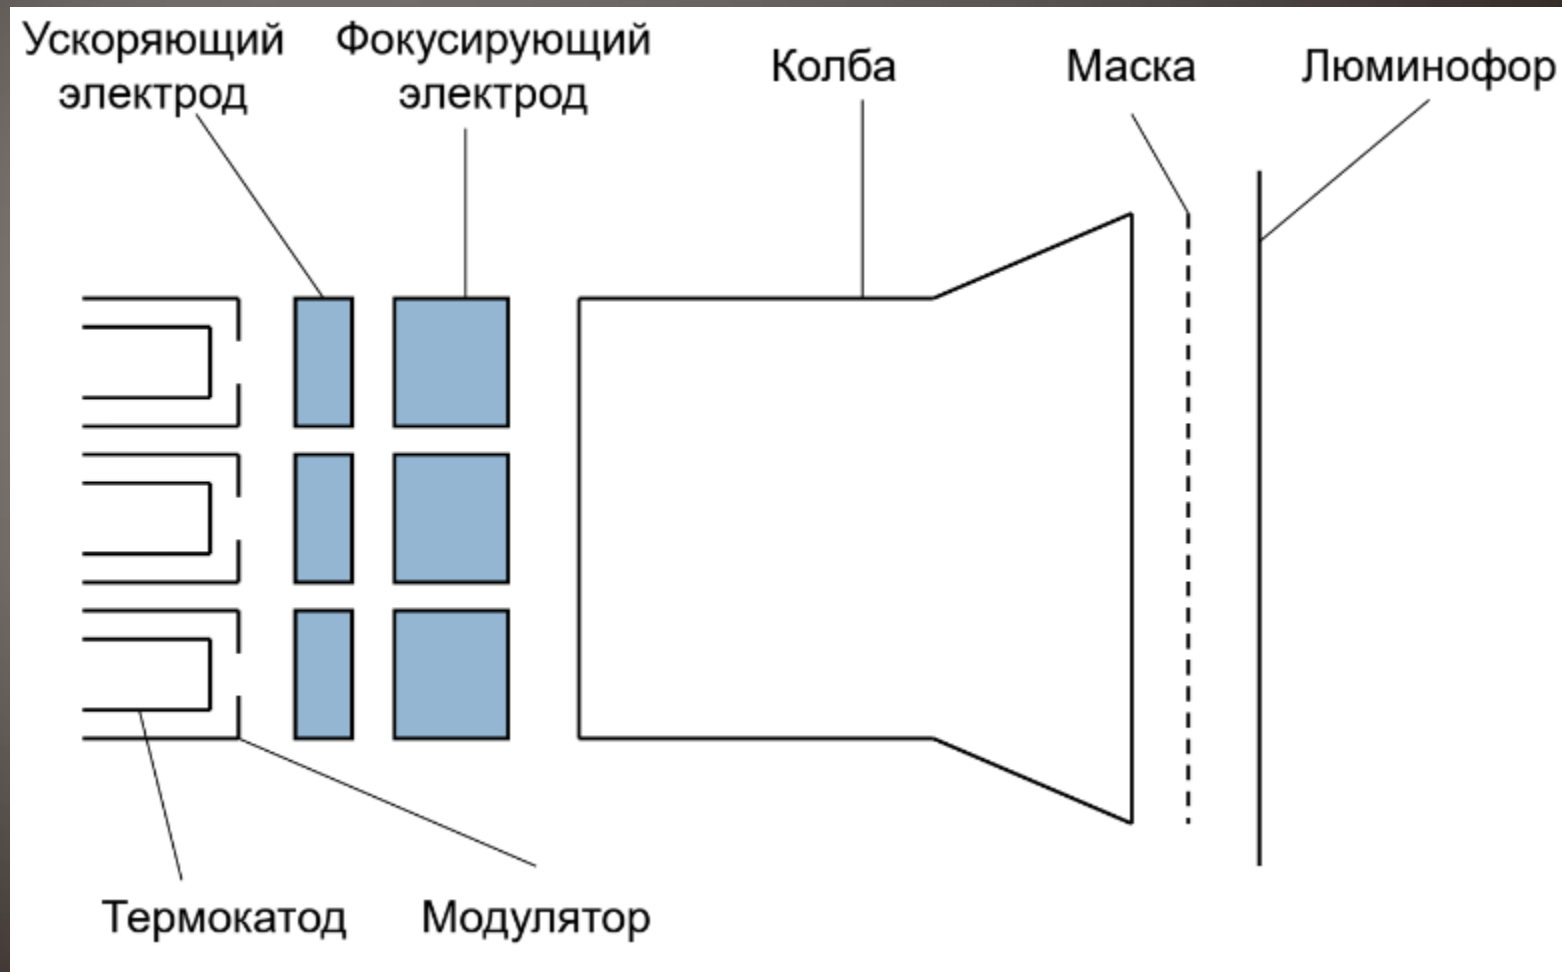 Ускоряющий
электрод
Фокусирующий
электрод
Колба
Маска
Люминофор
Термокатод
Модулятор